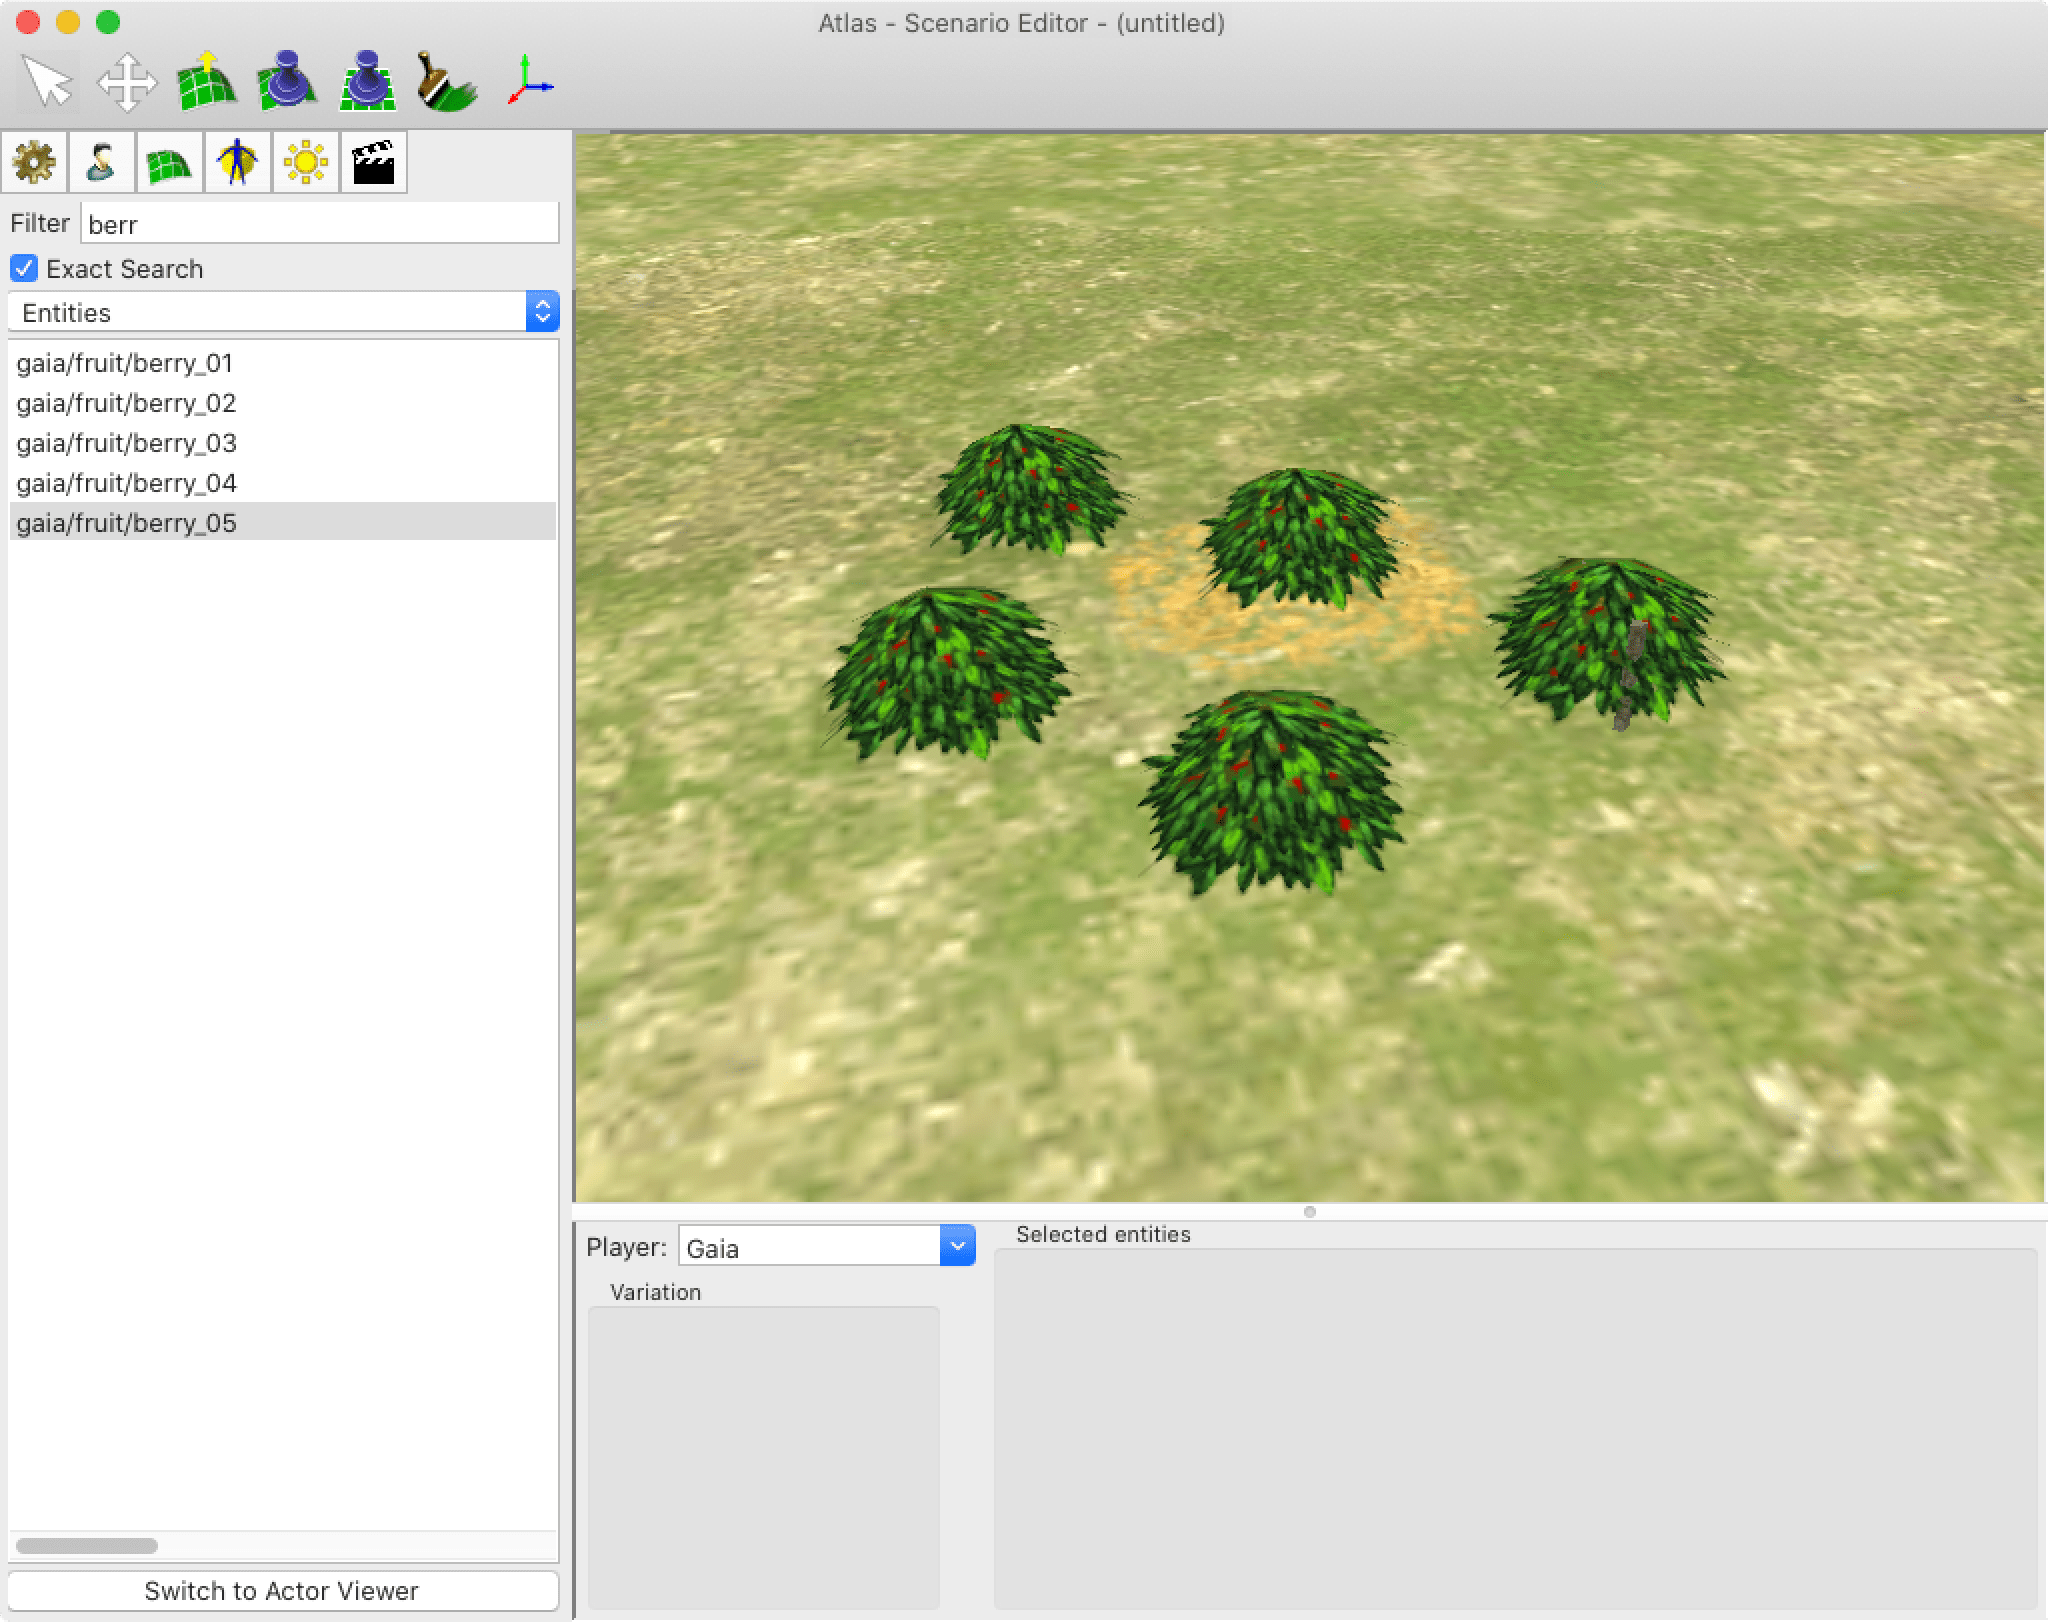 Atlas - Scenario Editor - (untitled)
Filter berr
Exact Search
Entities
gaia/fruit/berry_01
gaia/fruit/berry_02
gaia/fruit/berry_03
gaia/fruit/berry_04
gaia/fruit/berry_05
Switch to Actor Viewer
Player: Gaia
Variation
Selected entities